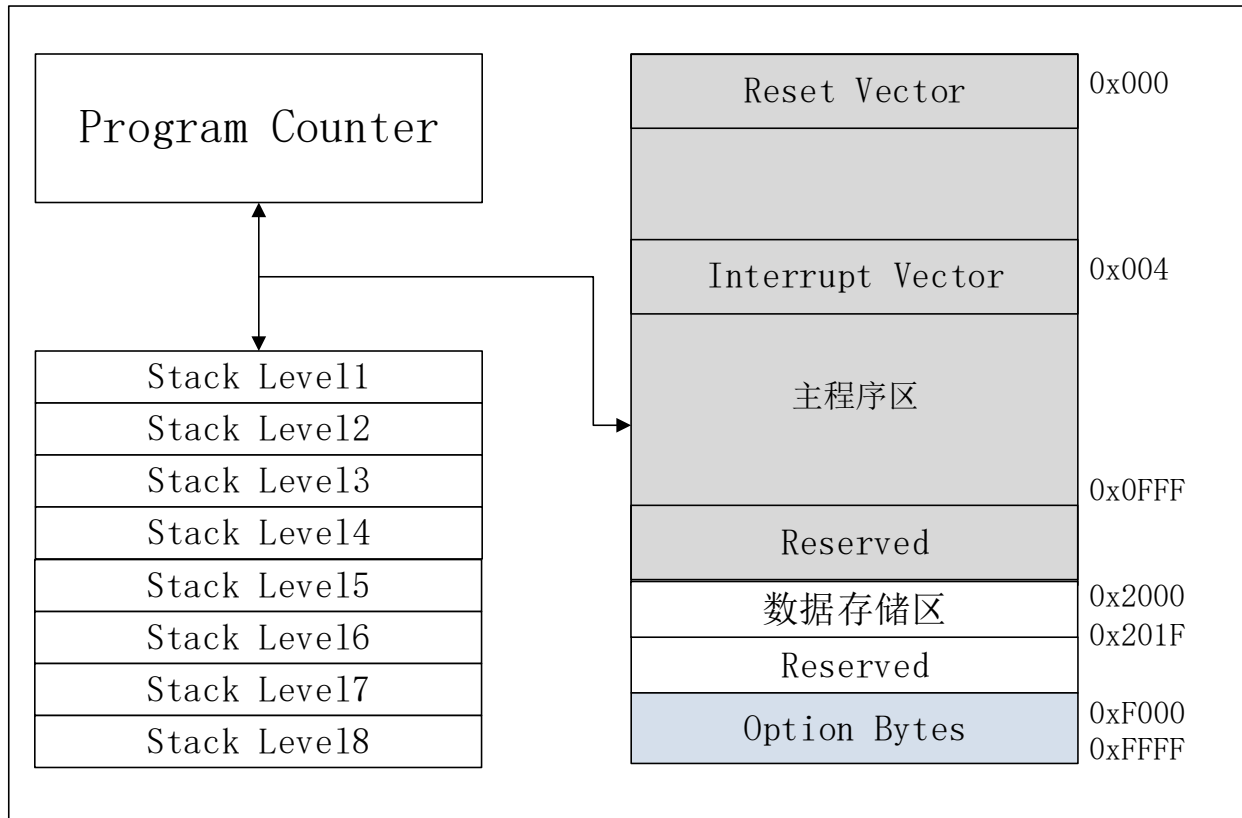 Program Counter
Stack Level1
Stack Level2
Stack Level3
Stack Level4
Stack Level5
Stack Level6
Stack Level7
Stack Level8
Reset Vector
0x000
Interrupt Vector
0x004
主程序区
0x0FFF
Reserved
数据存储区
0x2000
0x201F
Reserved
Option Bytes
0xF000
0xFFFF